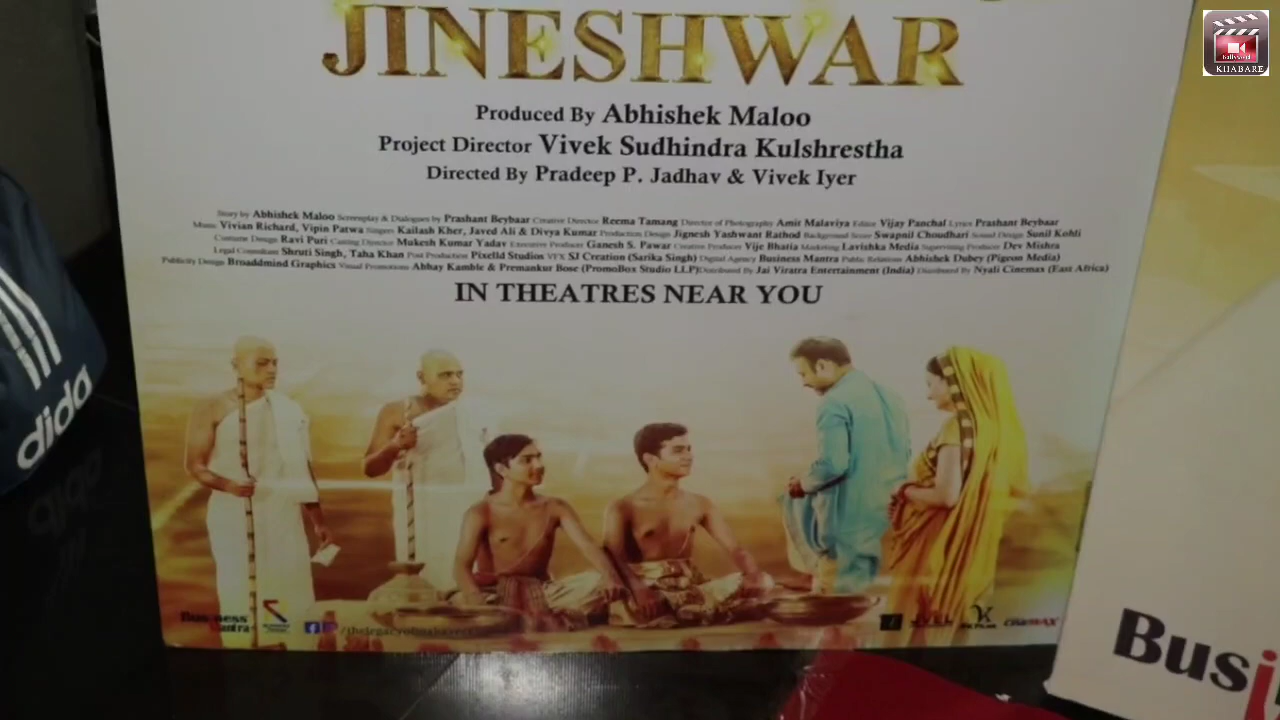 JINESHWAR
Produced By Abhishek Maloo
Project Director Vivek Sudhindra Kulshrestha
Directed By Pradeep P. Jadhav & Vivek Iyer
Story by Abhishek Maloo Screenplay & Dialogues by Prashant Beybaar Creative Director Reema Tamang Director of Photography Amit Malaviya Editor Vijay Panchal Lyrics Prashant Beybaar
Music Vivian Richard, Vipin Patwa Singers Kailash Kher, Javed Ali & Divya Kumar Production Design Jignesh Yashwant Rathod Background Score Swapnil Choudhari Sound Design Sunil Kohli
Costume Design Ravi Puri Casting Director Mukesh Kumar Yadav Executive Producer Ganesh S. Pawar Creative Producer Vije Bhatia Marketing Lavishka Media Supervising Producer Dev Mishra
Legal Consultant Shruti Singh, Taha Khan Post Production Pixelld Studios VFX SJ Creation (Sarika Singh) Digital Agency Business Mantra Public Relations Abhishek Dubey (Pigeon Media)
Publicity Design Broaddmind Graphics Visual Promotions Abhay Kamble & Premankur Bose (PromoBox Studio LLP) Distributed By Jai Viratra Entertainment (India) Distributed By Nyali Cinemax (East Africa)
IN THEATRES NEAR YOU
Business
dida
Busi
KHABARE